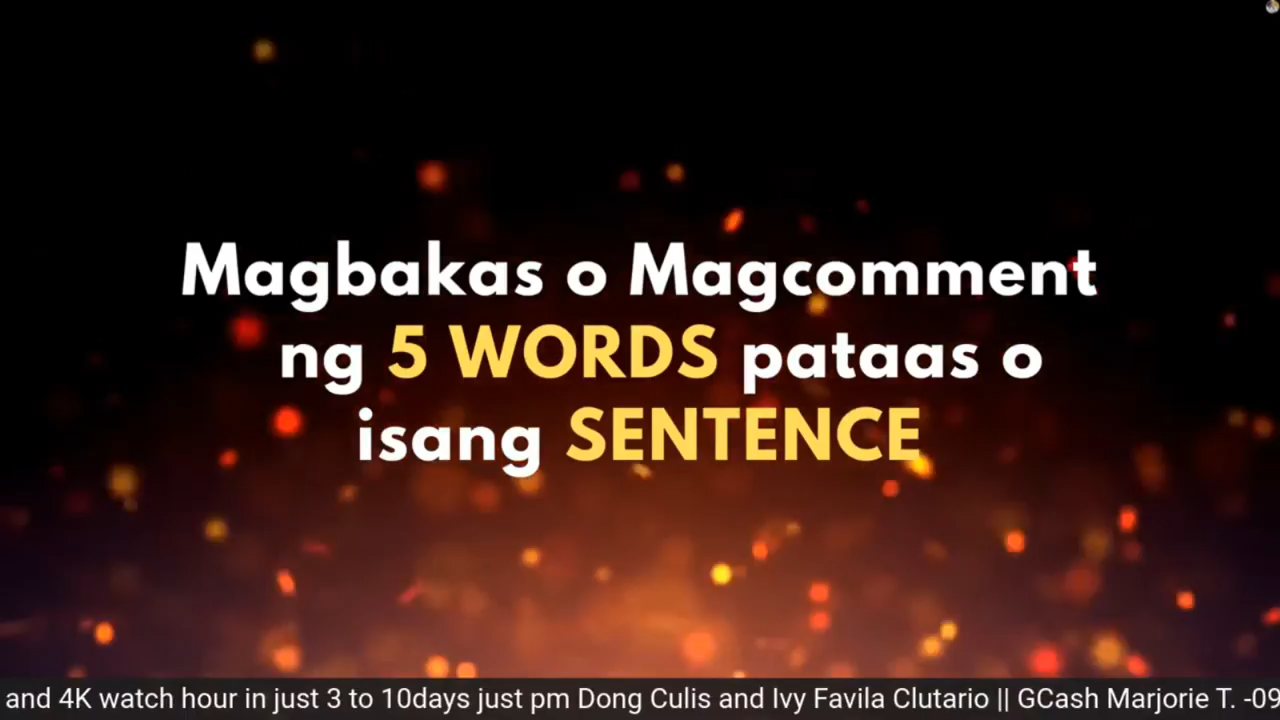 Magbakas o Magcomment
ng 5 WORDS pataas o
isang SENTENCE
and 4K watch hour in just 3 to 10days just pm Dong Culis and Ivy Favila Clutario || GCash Marjorie T. -09